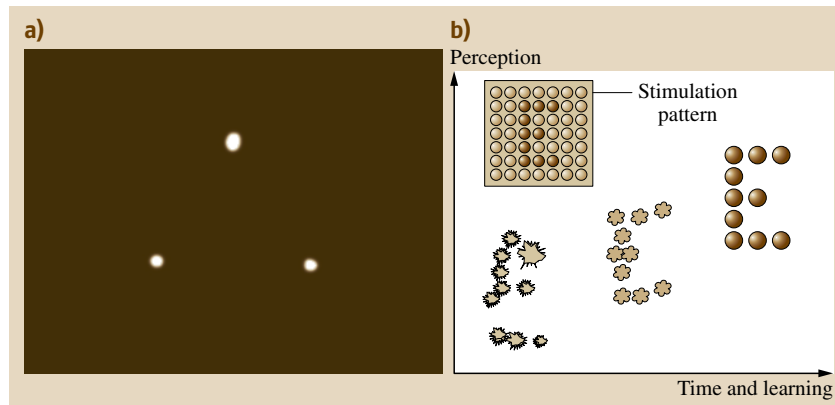 a)
b)
Perception
Stimulation
pattern
Time and learning